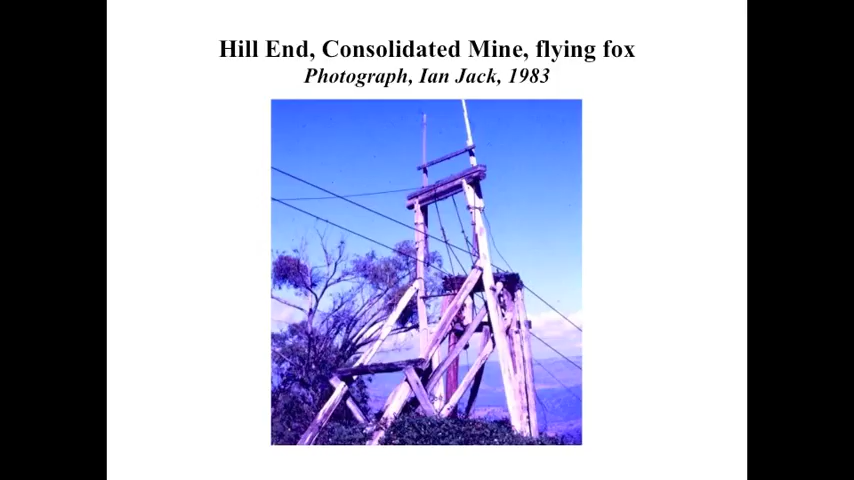 Hill End, Consolidated Mine, flying fox
Photograph, Ian Jack, 1983